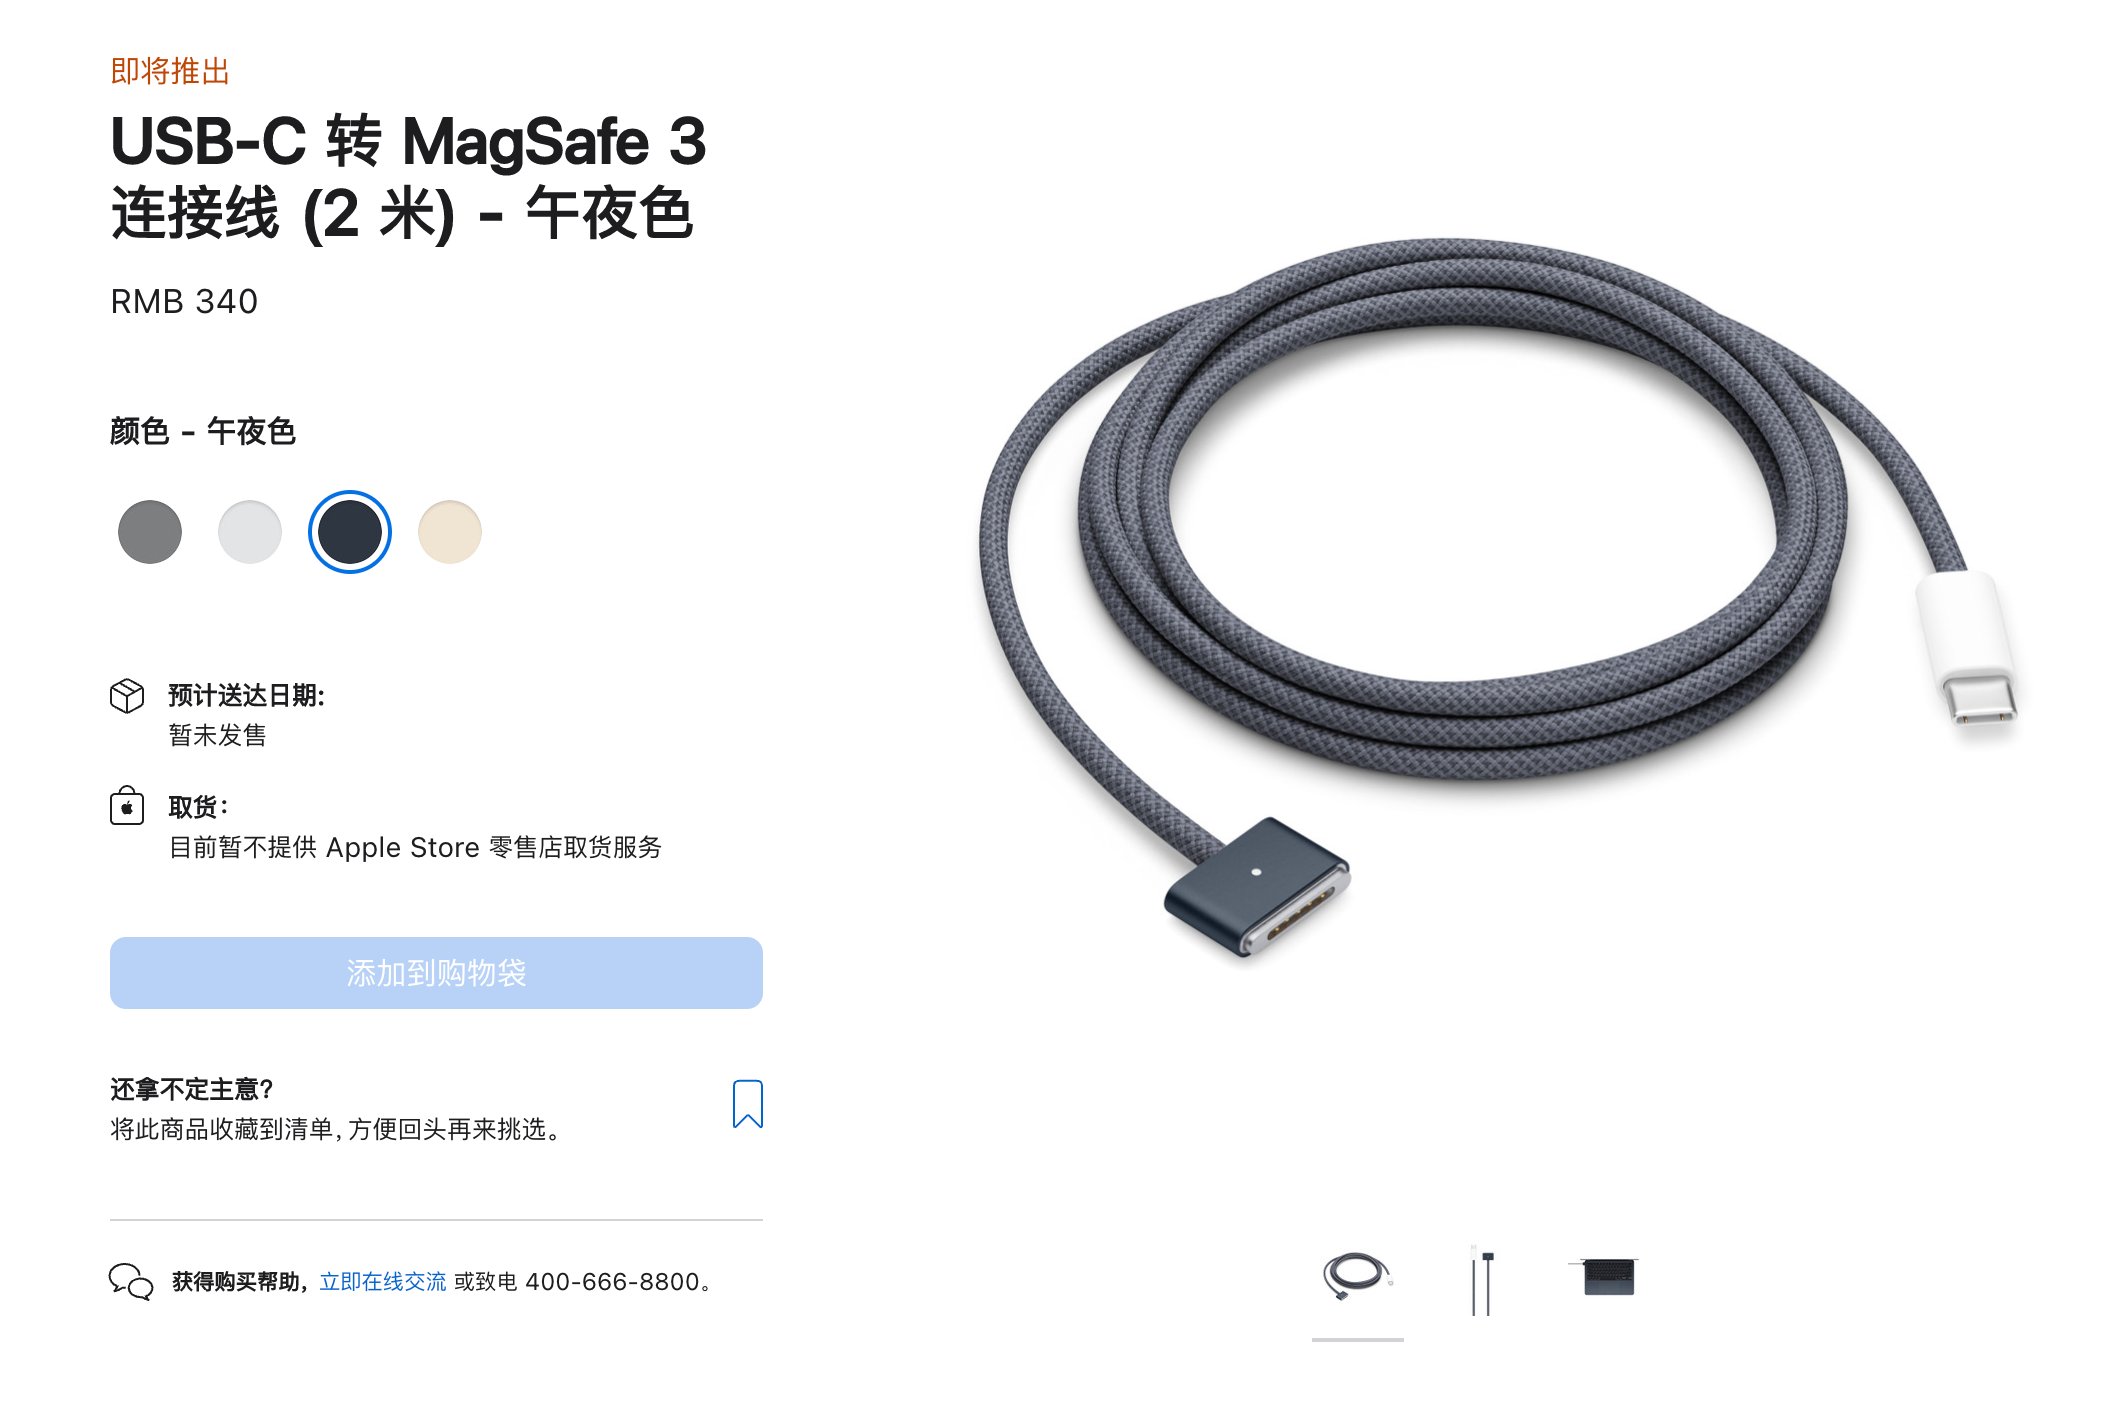 即将推出
USB-C 转 MagSafe 3
连接线 (2 米) - 午夜色
RMB 340
颜色 - 午夜色
预计送达日期:
暂未发售
取货:
目前暂不提供 Apple Store 零售店取货服务
添加到购物袋
还拿不定主意?
将此商品收藏到清单,方便回头再来挑选。
获得购买帮助, 立即在线交流 或致电 400-666-8800。